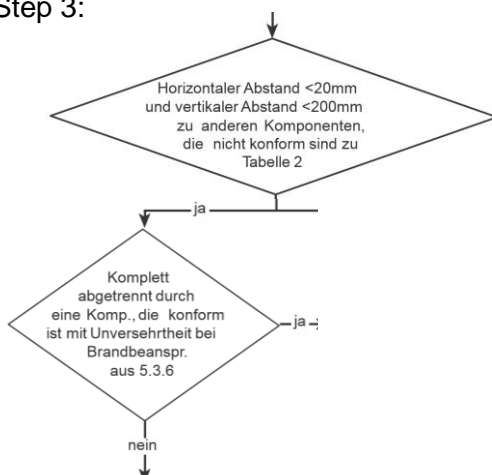 Step 3:
Horizontaler Abstand <20mm
und vertikaler Abstand <200mm
zu anderen Komponenten,
die nicht konform sind zu
Tabelle 2
ja
Komplett
abgetrennt durch
eine Komp., die konform
ist mit Unversehrtheit bei
Brandbeanspr.
aus 5.3.6
ja
nein